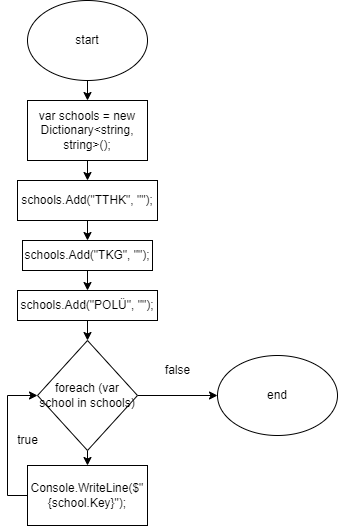 start
var schools = new
Dictionary<string,
string>();
schools.Add("TTHK", "");
schools.Add("TKG", "");
schools.Add("POLÜ", "");
foreach (var
school in schools)
false
end
true
Console.WriteLine($"
{school.Key}");